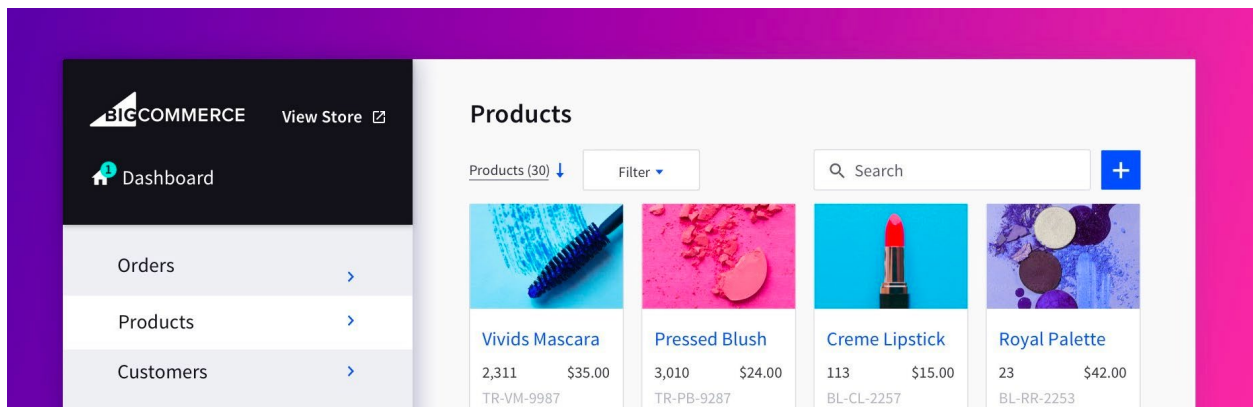 BIGCOMMERCE
View Store
1
Dashboard
Orders
Products
Customers
Products
Products (30)
Filter
Search
+
Vivids Mascara
2,311 $35.00
TR-VM-9987
Pressed Blush
3,010 $24.00
TR-PB-9287
Creme Lipstick
113 $15.00
BL-CL-2257
Royal Palette
23 $42.00
BL-RR-2253